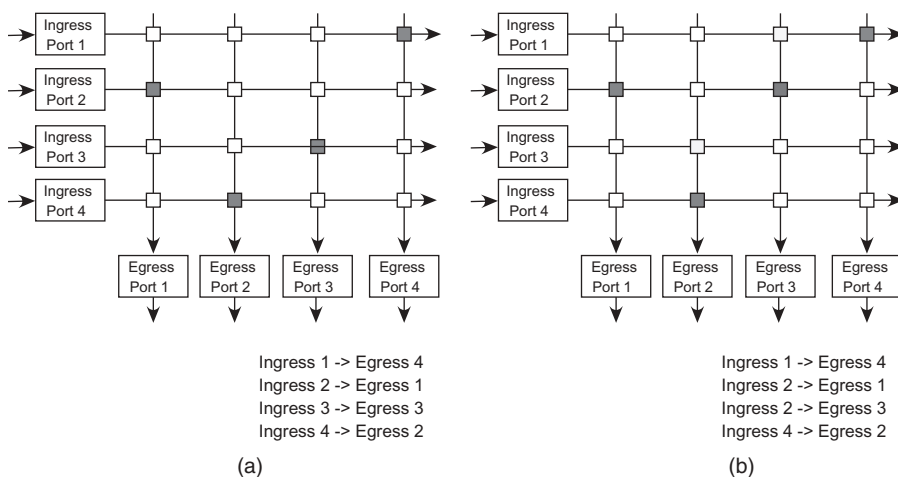 Ingress
Port 1
Ingress
Port 2
Ingress
Port 3
Ingress
Port 4
Egress
Port 1
Egress
Port 2
Egress
Port 3
Egress
Port 4
Ingress 1 -> Egress 4
Ingress 2 -> Egress 1
Ingress 3 -> Egress 3
Ingress 4 -> Egress 2
(a)
Ingress
Port 1
Ingress
Port 2
Ingress
Port 3
Ingress
Port 4
Egress
Port 1
Egress
Port 2
Egress
Port 3
Egress
Port 4
Ingress 1 -> Egress 4
Ingress 2 -> Egress 1
Ingress 2 -> Egress 3
Ingress 4 -> Egress 2
(b)